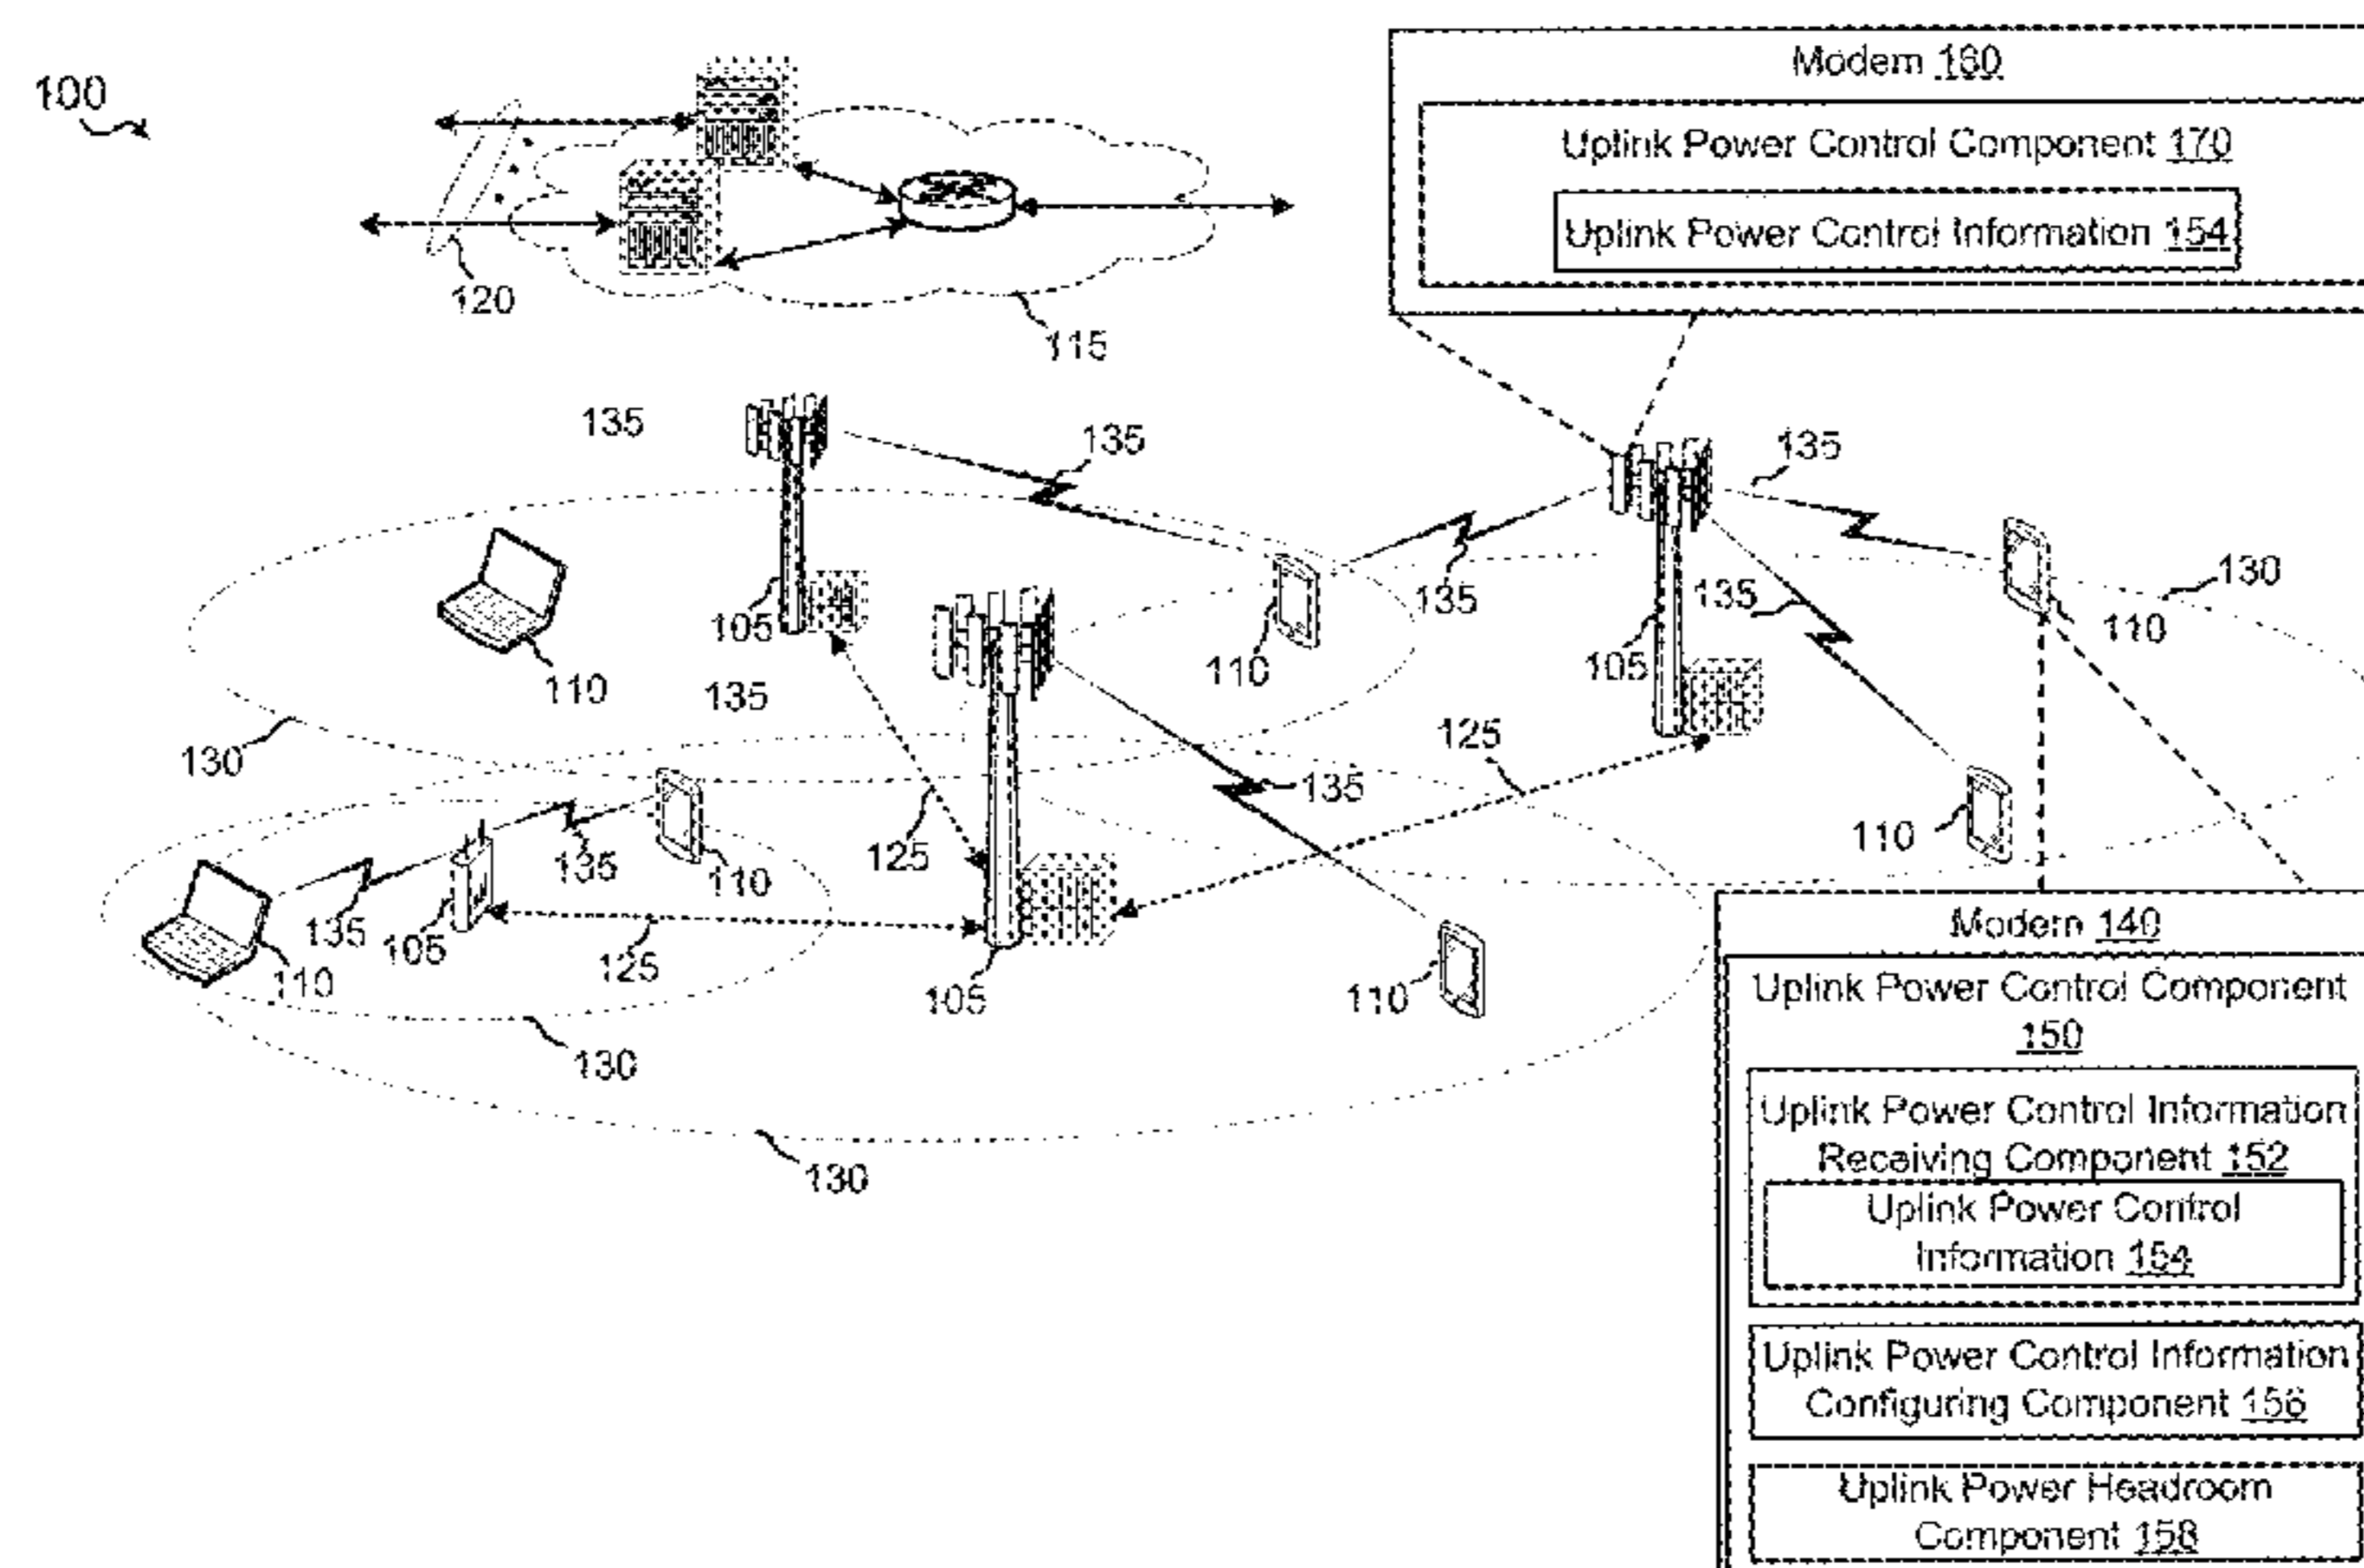 100
Modem 160
Uplink Power Control Component 170
Uplink Power Control Information 154
120
115
135
135
135
135
135
130
110
105
110
110
105
135
125
130
135
110
125
135
110
135
105
125
110
105
110
130
130
Modem 140
Uplink Power Control Component
150
Uplink Power Control Information
Receiving Component 152
Uplink Power Control
Information 154
Uplink Power Control Information
Configuring Component 156
Uplink Power Headroom
Component 158